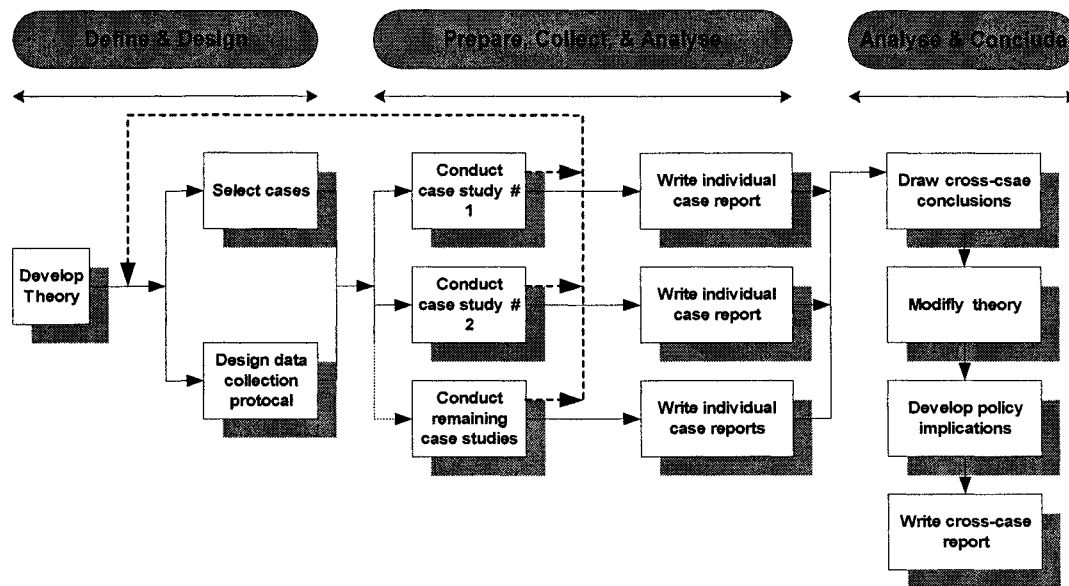 Define & Design
Prepare, Collect, & Analyse
Analyse & Conclude
Develop
Theory
Select cases
Design data
collection
protocal
Conduct
case study #
1
Conduct
case study #
2
Conduct
remaining
case studies
Write individual
case report
Write individual
case report
Write individual
case reports
Draw cross-csae
conclusions
Modifly theory
Develop policy
implications
Write cross-case
report